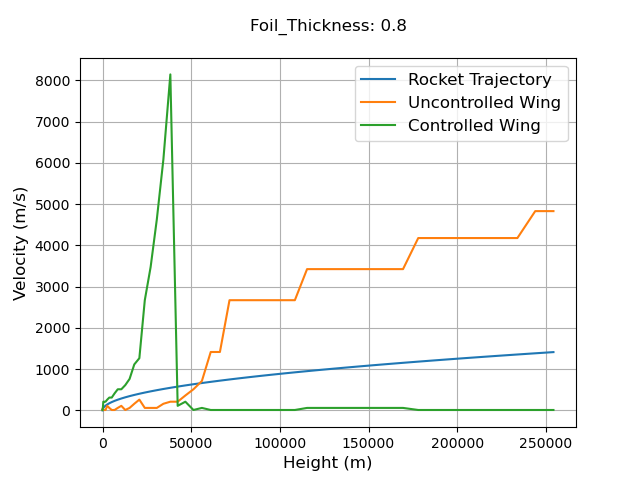 Foil_Thickness: 0.8
8000
7000
6000
5000
4000
3000
2000
1000
0
Velocity (m/s)
Rocket Trajectory
Uncontrolled Wing
Controlled Wing
0
50000
100000
150000
200000
250000
Height (m)